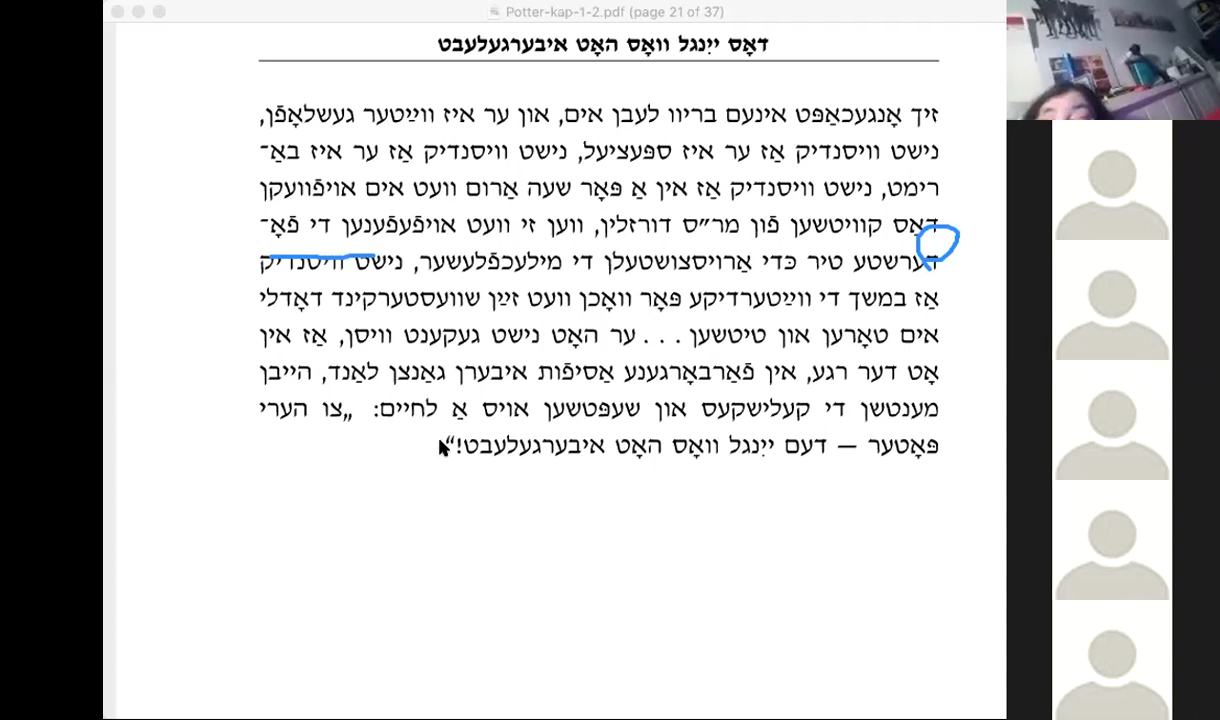 Potter-kap-1-2.pdf (page 21 of 37)
דאָס ייִנגל וואָס האָט איבערגעלעבט
זיך אָנגעכאַפּט אינעם בריוו לעבן אים, און ער איז ווײַטער געשלאָפֿן,
נישט וויסנדיק אַז ער איז ספּעציעל, נישט וויסנדיק אַז ער איז באַ־
רימט, נישט וויסנדיק אַז אין אַ פּאָר שעה אַרום וועט אים אויפֿוועקן
דאָס קוויטשען פֿון מר״ס דורזלין, ווען זי וועט אויפֿעפֿענען די פֿאָ־
דערשטע טיר כּדי אַרויסצושטעלן די מילעכפֿלעשער, נישט וויסנדיק
אַז במשך די ווײַטערדיקע פּאָר וואָכן וועט זײַן שוועסטערקינד דאָדלי
אים טאָרען און טיטשען . . . ער האָט נישט געקענט וויסן, אַז אין
אָט דער רגע, אין פֿאַרבאָרגענע אַסיפֿות איבערן גאַנצן לאַנד, הייבן
מענטשן די קעלישקעס און שעפּטשען אויס אַ לחיים: „צו הערי
פּאָטער — דעם ייִנגל וואָס האָט איבערגעלעבט!“